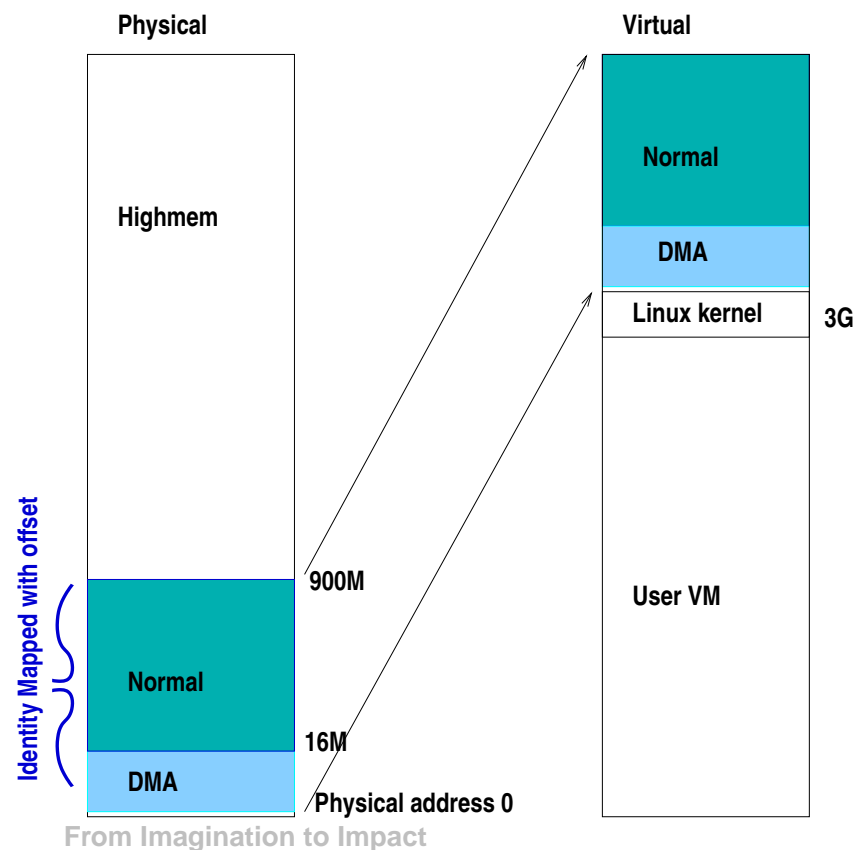 Physical
Virtual
Highmem
Normal
DMA
Linux kernel
3G
Identity Mapped with offset
900M
User VM
Normal
16M
DMA
Physical address 0
From Imagination to Impact